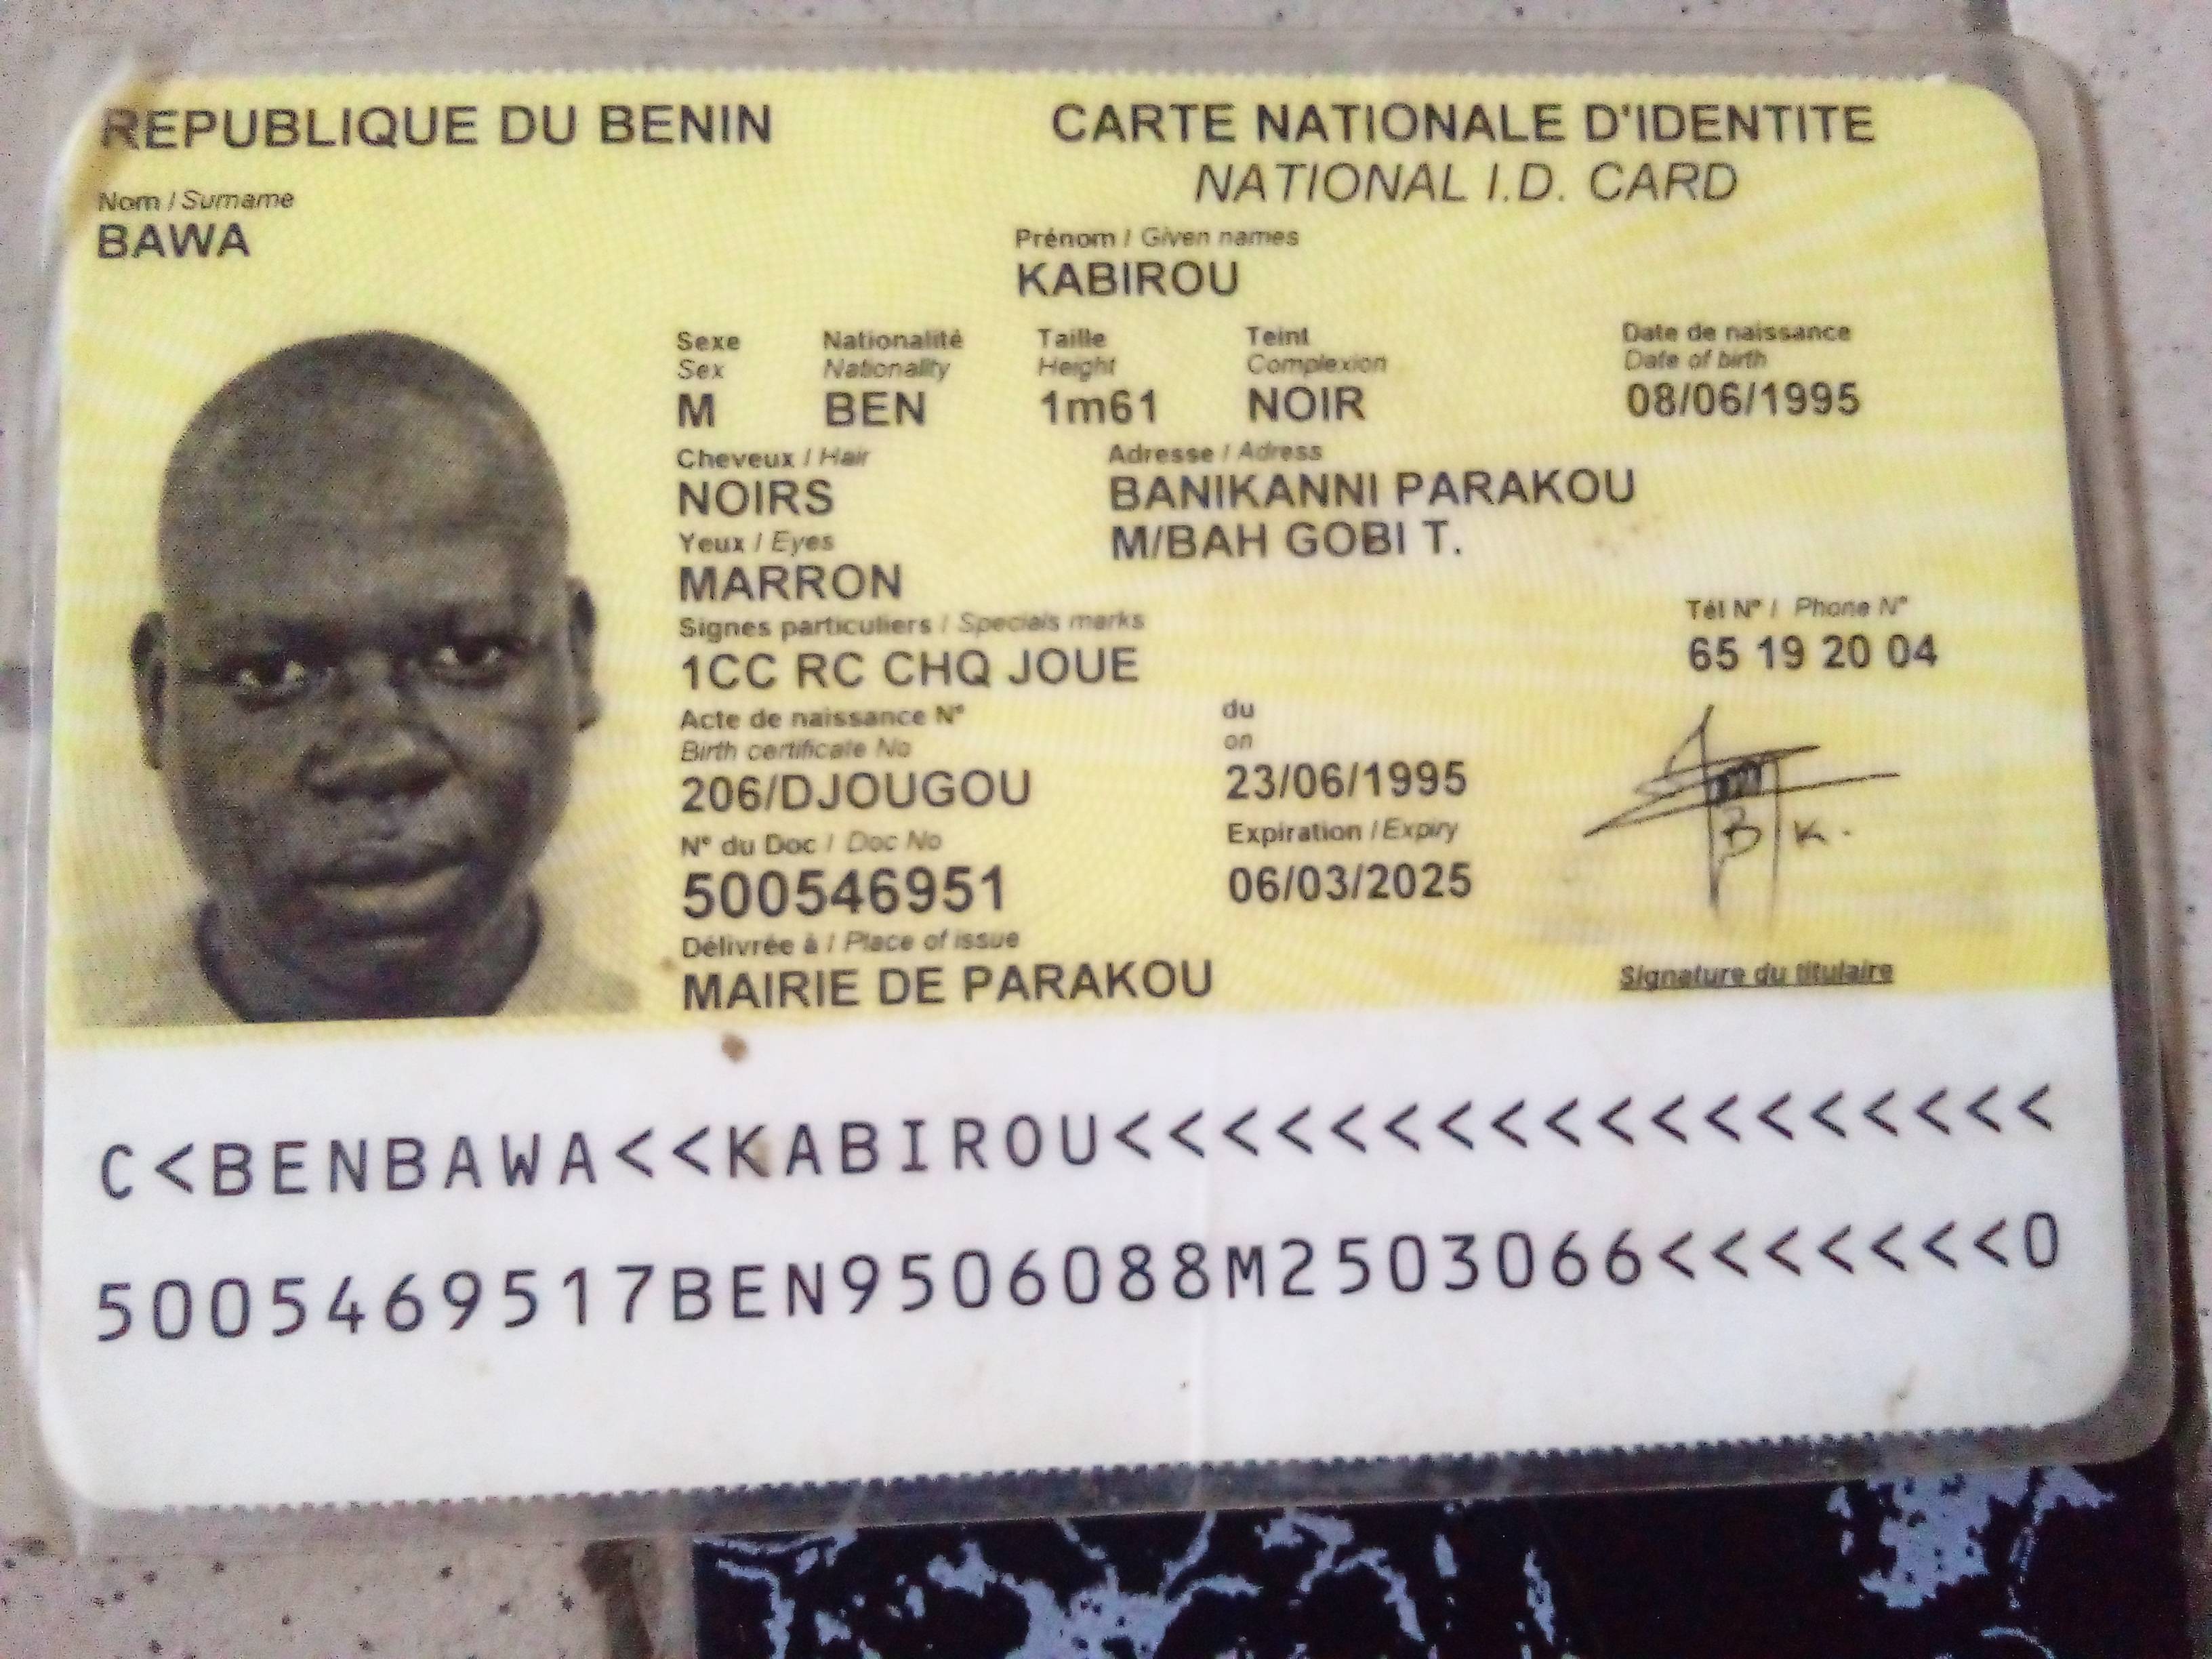 REPUBLIQUE DU BENIN
CARTE NATIONALE D'IDENTITE
NATIONAL I.D. CARD
Nom / Surname
BAWA
Prénom / Given names
KABIROU
Sexe Nationalité Taille Teint Date de naissance
Sex Nationality Height Complexion Date of birth
M BEN 1m61 NOIR 08/06/1995
Cheveux / Hair Adresse / Adress
NOIRS BANIKANNI PARAKOU
Yeux / Eyes M/BAH GOBI T.
MARRON
Signes particuliers / Specials marks Tél N° / Phone N°
1CC RC CHQ JOUE 65 19 20 04
Acte de naissance N° du
Birth certificate No on
206/DJOUGOU 23/06/1995
N° du Doc / Doc No Expiration / Expiry
500546951 06/03/2025
B K.
Délivrée à / Place of issue
MAIRIE DE PARAKOU
Signature du titulaire
C<BENBAWA<<KABIROU<<<<<<<<<<<<<<<<<<
5005469517BEN9506088M2503066<<<<<<<0